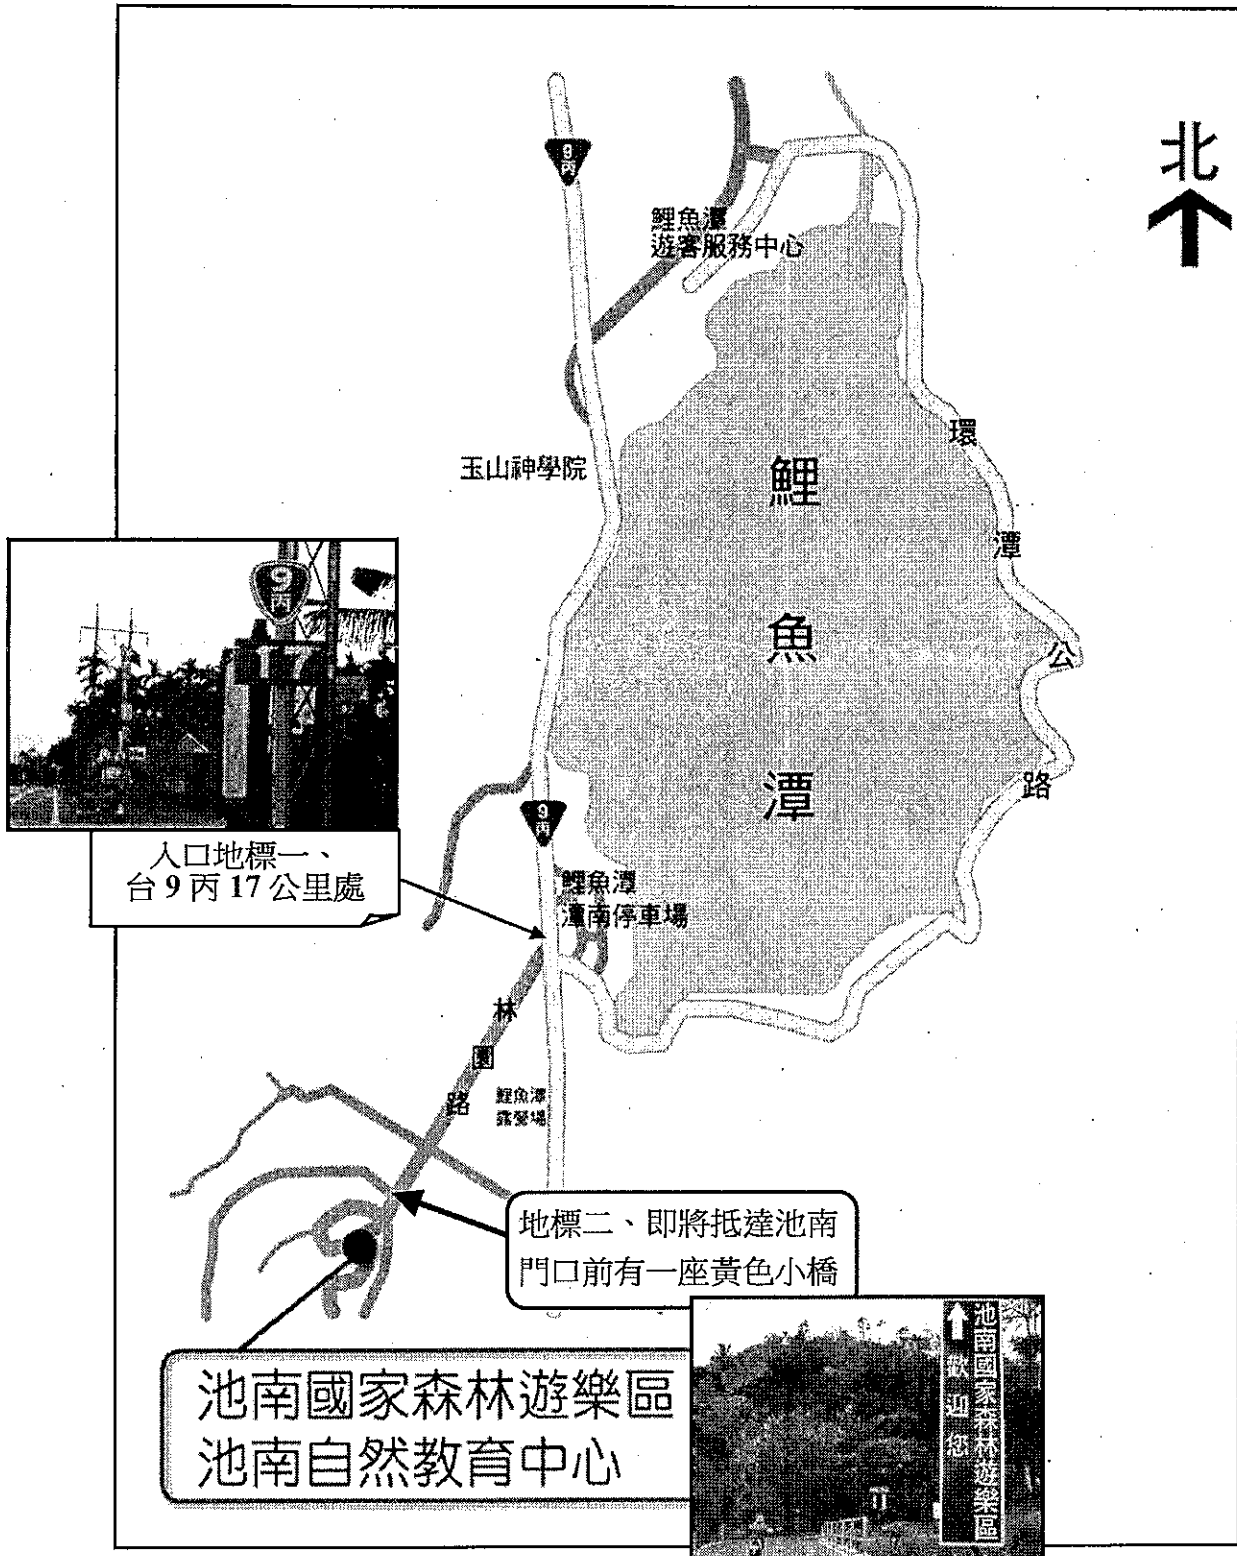 北
9
丙
鯉魚潭
遊客服務中心
玉山神學院
鯉
魚
潭
環
潭
公
路
9
丙
17
入口地標一、
台 9 丙 17 公里處
9
丙
鯉魚潭
潭南停車場
林
園
路
鯉魚潭
露營場
地標二、即將抵達池南
門口前有一座黃色小橋
池南國家森林遊樂區
池南自然教育中心
池南國家森林遊樂區
歡迎您